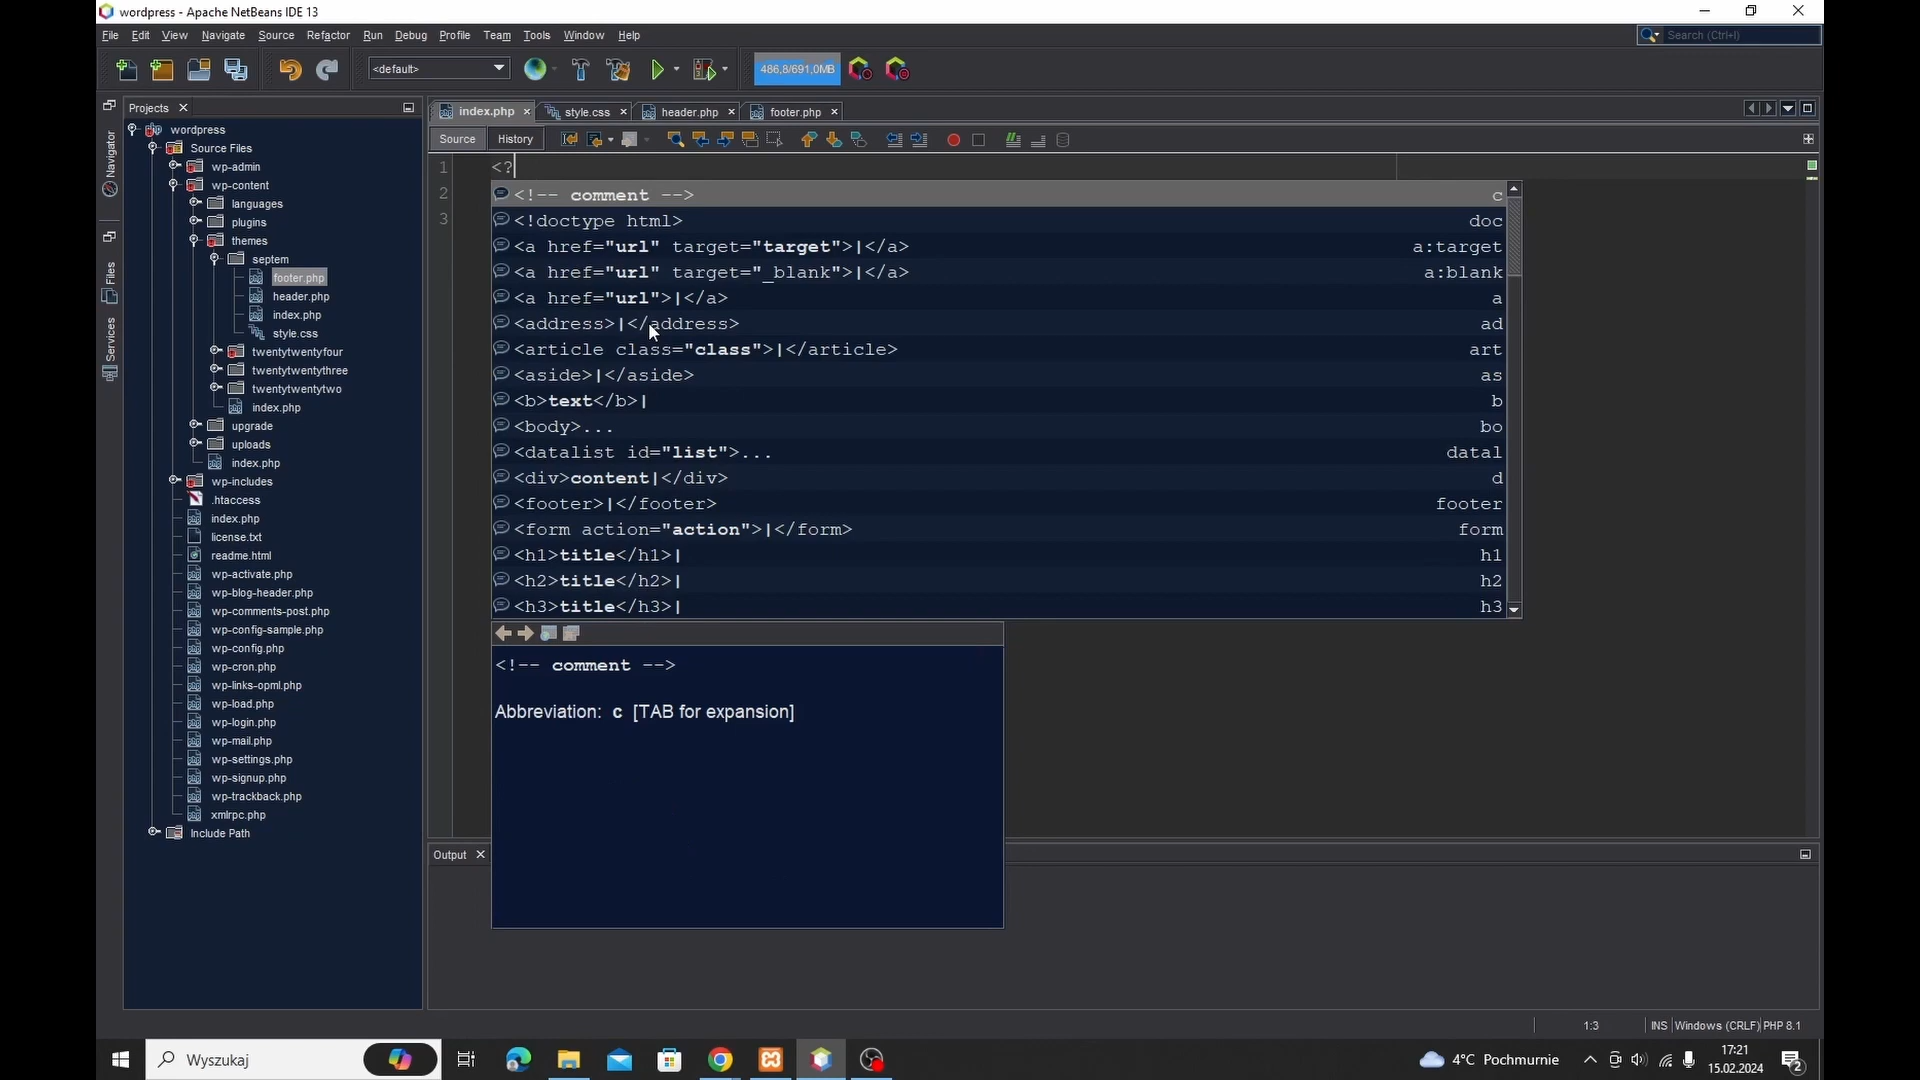 wordpress - Apache NetBeans IDE 13
File Edit View Navigate Source Refactor Run Debug Profile Team Tools Window Help
Search (Ctrl+I)
<default>
486,8/691,0MB
Projects
index.php style.css header.php footer.php
Source History
Navigator
Files
Services
wordpress
Source Files
wp-admin
wp-content
languages
plugins
themes
septem
footer.php
header.php
index.php
style.css
twentytwentyfour
twentytwentythree
twentytwentytwo
index.php
upgrade
uploads
index.php
wp-includes
.htaccess
index.php
license.txt
readme.html
wp-activate.php
wp-blog-header.php
wp-comments-post.php
wp-config-sample.php
wp-config.php
wp-cron.php
wp-links-opml.php
wp-load.php
wp-login.php
wp-mail.php
wp-settings.php
wp-signup.php
wp-trackback.php
xmlrpc.php
Include Path
1 <?
2
3
<!-- comment --> c
<!doctype html> doc
<a href="url" target="target">|</a> a:target
<a href="url" target="_blank">|</a> a:blank
<a href="url">|</a> a
<address>|</address> ad
<article class="class">|</article> art
<aside>|</aside> as
<b>text</b>| b
<body>... bo
<datalist id="list">... datal
<div>content|</div> d
<footer>|</footer> footer
<form action="action">|</form> form
<h1>title</h1>| h1
<h2>title</h2>| h2
<h3>title</h3>| h3
<!-- comment -->
Abbreviation: c [TAB for expansion]
Output
1:3 INS Windows (CRLF) PHP 8.1
Wyszukaj
4°C Pochmurnie
17:21
15.02.2024
2